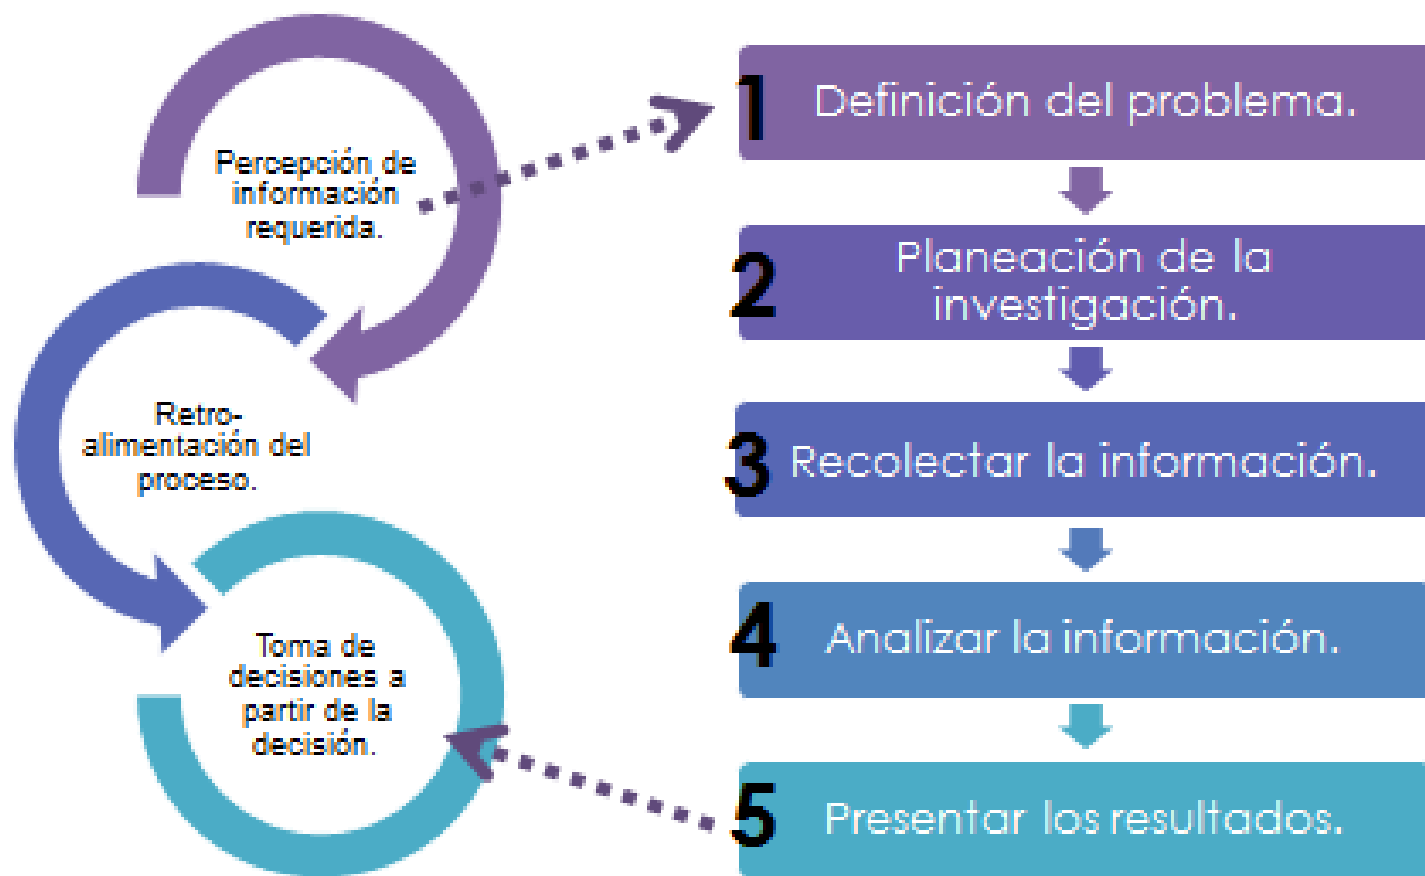 Percepción de
información
requerida.
Retro-
alimentación del
proceso.
Toma de
decisiones a
partir de la
decisión.
1 Definición del problema.
2 Planeación de la
investigación.
3 Recolectar la información.
4 Analizar la información.
5 Presentar los resultados.